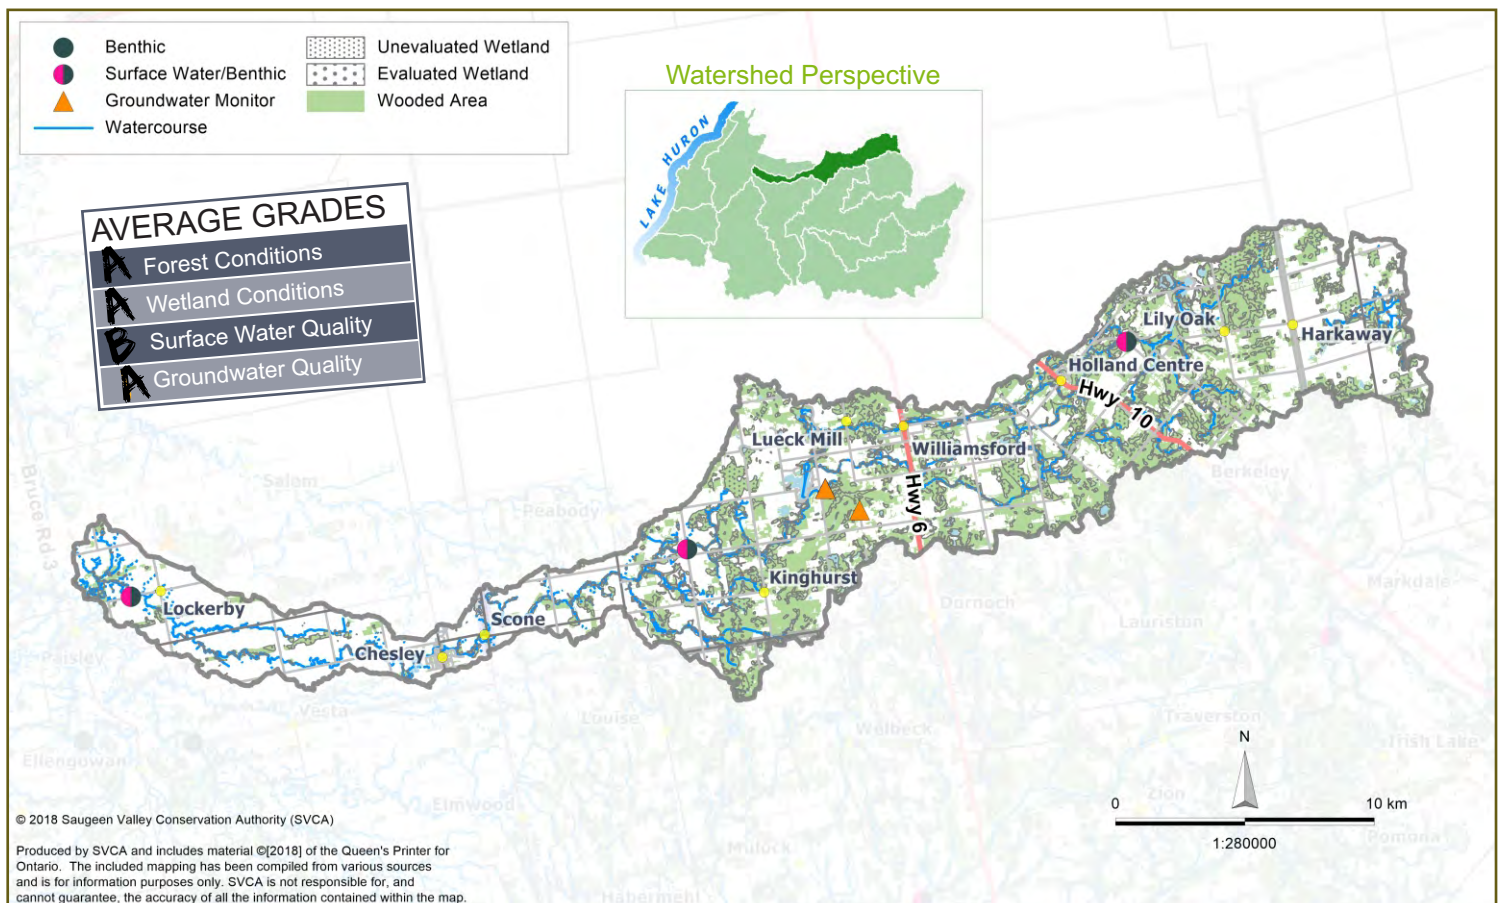 Benthic
Surface Water/Benthic
Groundwater Monitor
Watercourse
Unevaluated Wetland
Evaluated Wetland
Wooded Area
Watershed Perspective
LAKE HURON
AVERAGE GRADES
A Forest Conditions
A Wetland Conditions
B Surface Water Quality
A Groundwater Quality
Lily Oak
Harkaway
Holland Centre
Hwy 10
Lueck Mill
Williamsford
Hwy 6
Berkeley
Bruce Rd 3
Salem
Peabody
Kinghurst
Markdale
Dornoch
Lauriston
Lockerby
Scone
Chesley
Paisley
Vesta
Louise
Welbeck
Traverston
Irish Lake
Ellengowan
Elmwood
Zion
Pomona
Mulock
Habermehl
N
0 10 km
1:280000
© 2018 Saugeen Valley Conservation Authority (SVCA)
Produced by SVCA and includes material ©[2018] of the Queen's Printer for
Ontario. The included mapping has been compiled from various sources
and is for information purposes only. SVCA is not responsible for, and
cannot guarantee, the accuracy of all the information contained within the map.